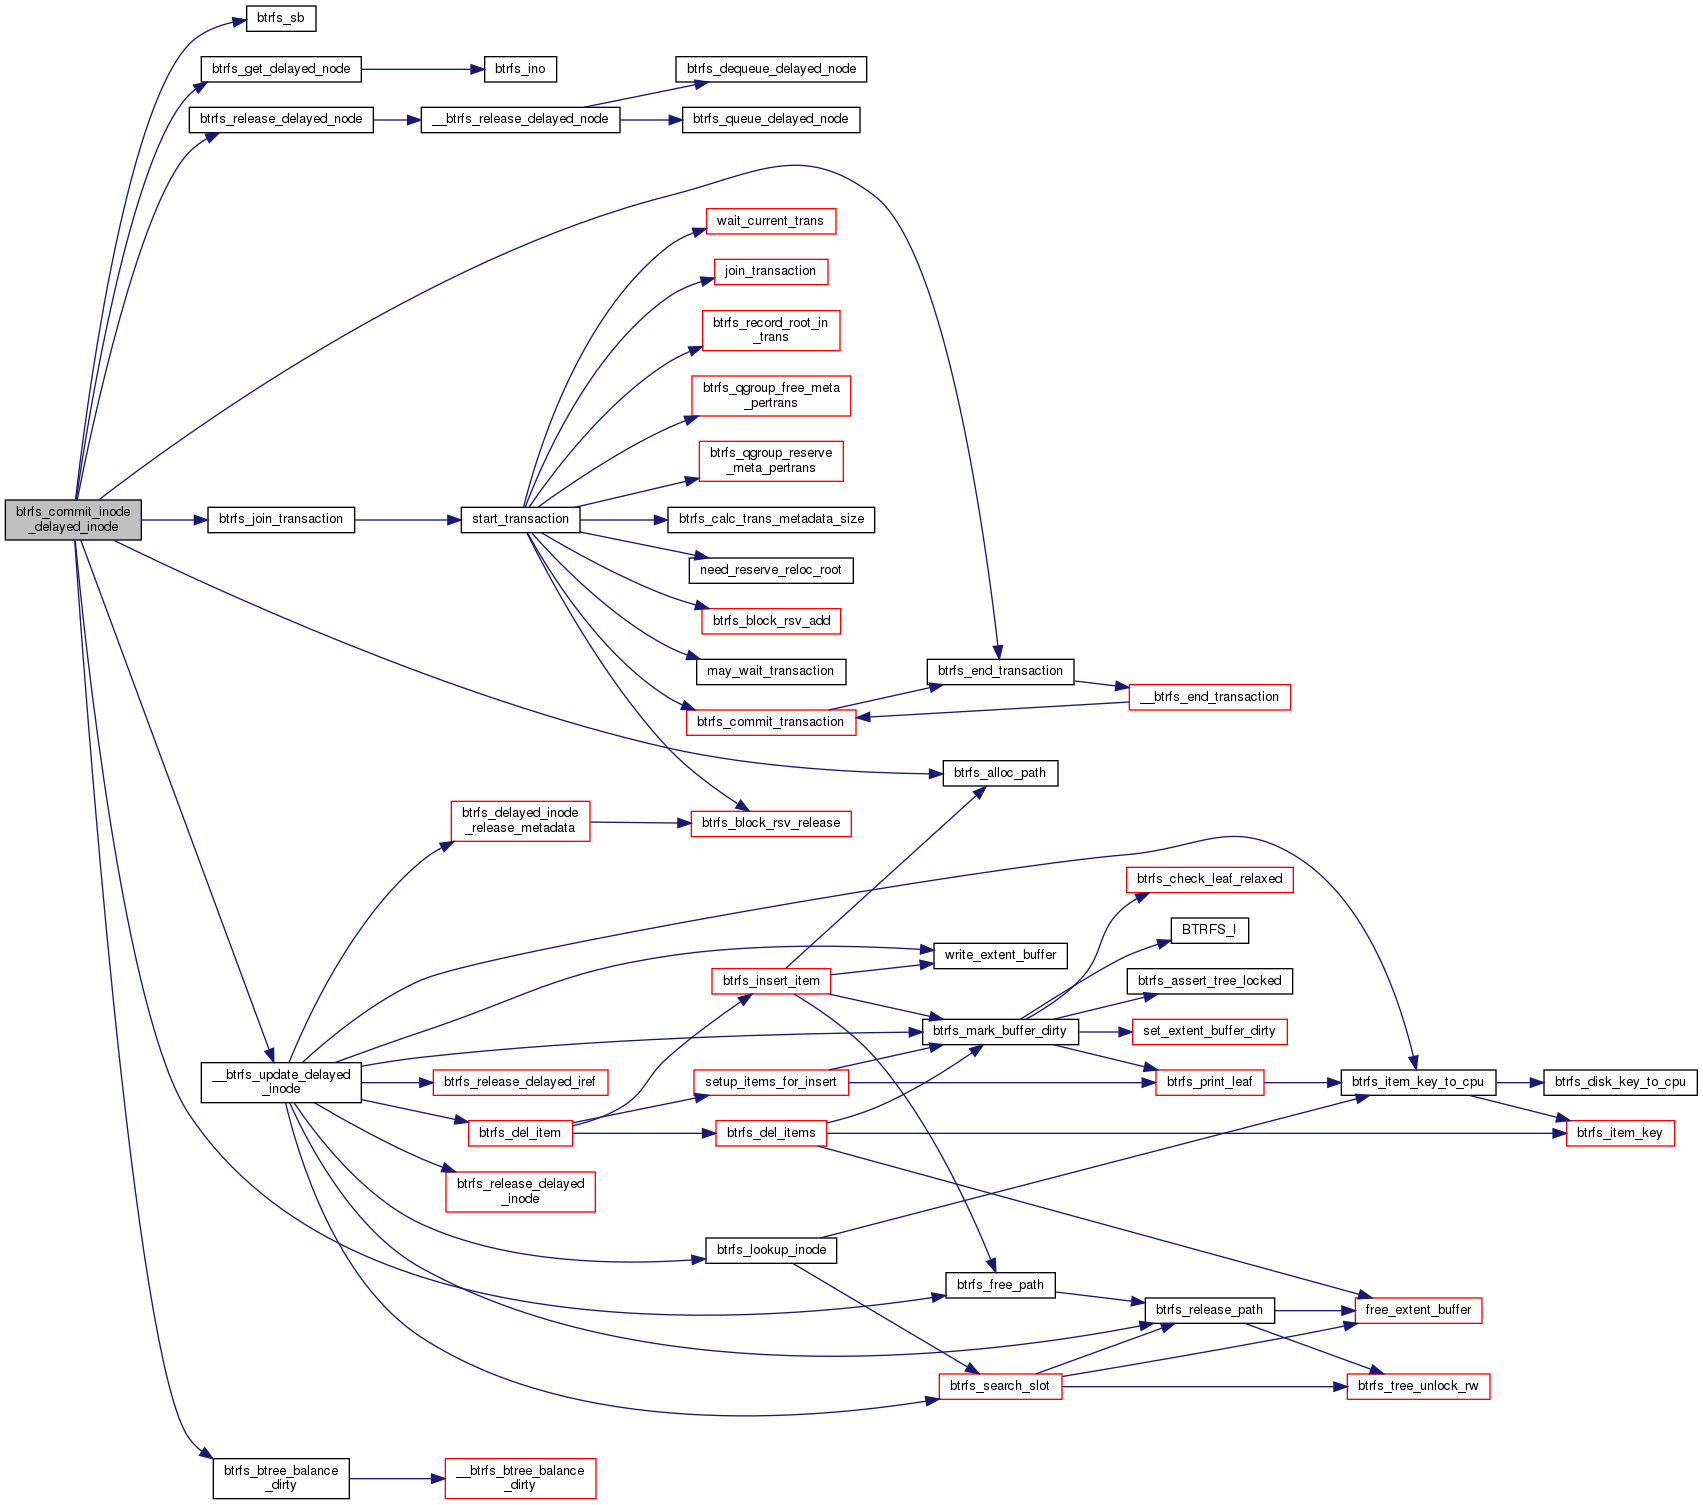 btrfs_sb
btrfs_get_delayed_node
btrfs_ino
btrfs_dequeue_delayed_node
btrfs_release_delayed_node
__btrfs_release_delayed_node
btrfs_queue_delayed_node
wait_current_trans
join_transaction
btrfs_record_root_in
_trans
btrfs_qgroup_free_meta
_pertrans
btrfs_qgroup_reserve
_meta_pertrans
btrfs_commit_inode
_delayed_inode
btrfs_join_transaction
start_transaction
btrfs_calc_trans_metadata_size
need_reserve_reloc_root
btrfs_block_rsv_add
may_wait_transaction
btrfs_end_transaction
__btrfs_end_transaction
btrfs_commit_transaction
btrfs_alloc_path
btrfs_delayed_inode
_release_metadata
btrfs_block_rsv_release
btrfs_check_leaf_relaxed
BTRFS_I
write_extent_buffer
btrfs_insert_item
btrfs_assert_tree_locked
btrfs_mark_buffer_dirty
set_extent_buffer_dirty
__btrfs_update_delayed
_inode
btrfs_release_delayed_iref
setup_items_for_insert
btrfs_print_leaf
btrfs_item_key_to_cpu
btrfs_disk_key_to_cpu
btrfs_del_item
btrfs_del_items
btrfs_item_key
btrfs_release_delayed
_inode
btrfs_lookup_inode
btrfs_free_path
btrfs_release_path
free_extent_buffer
btrfs_search_slot
btrfs_tree_unlock_rw
btrfs_btree_balance
_dirty
__btrfs_btree_balance
_dirty